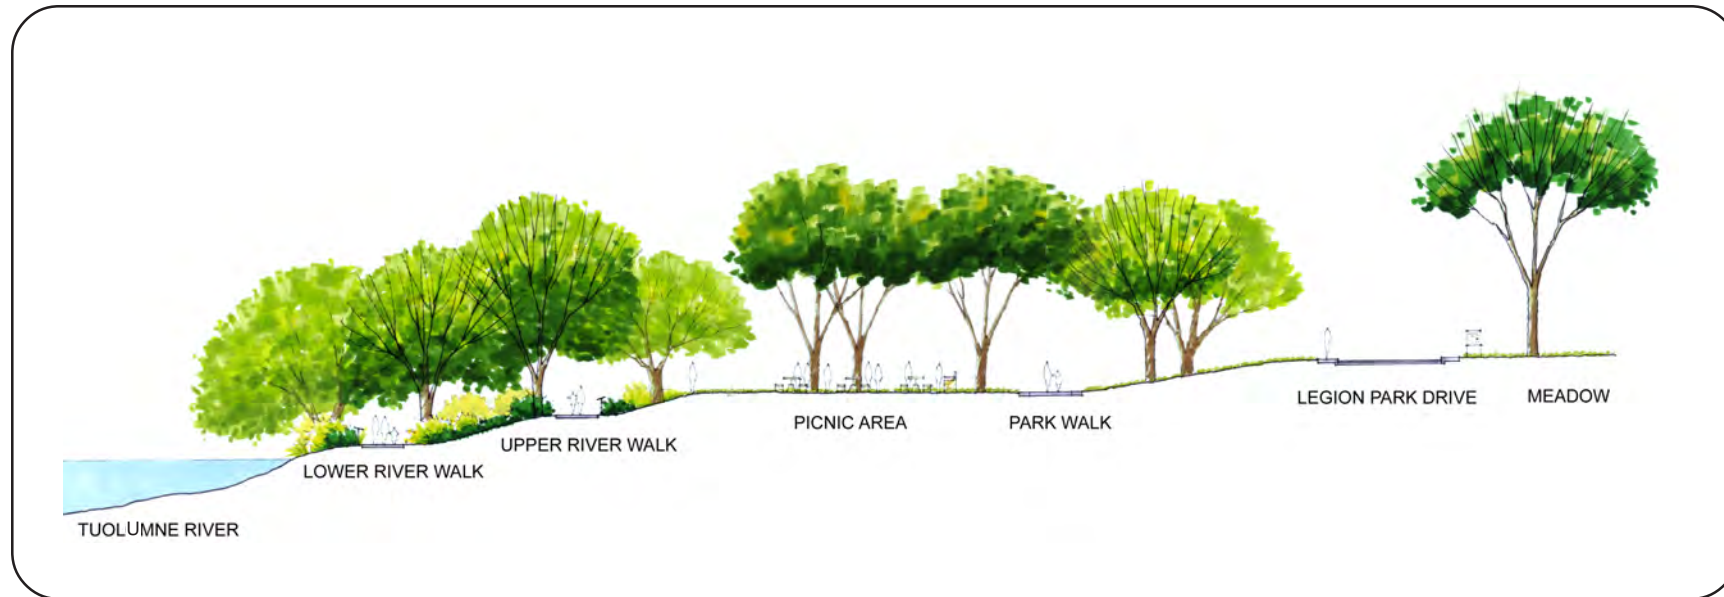 TUOLUMNE RIVER
LOWER RIVER WALK
UPPER RIVER WALK
PICNIC AREA
PARK WALK
LEGION PARK DRIVE
MEADOW